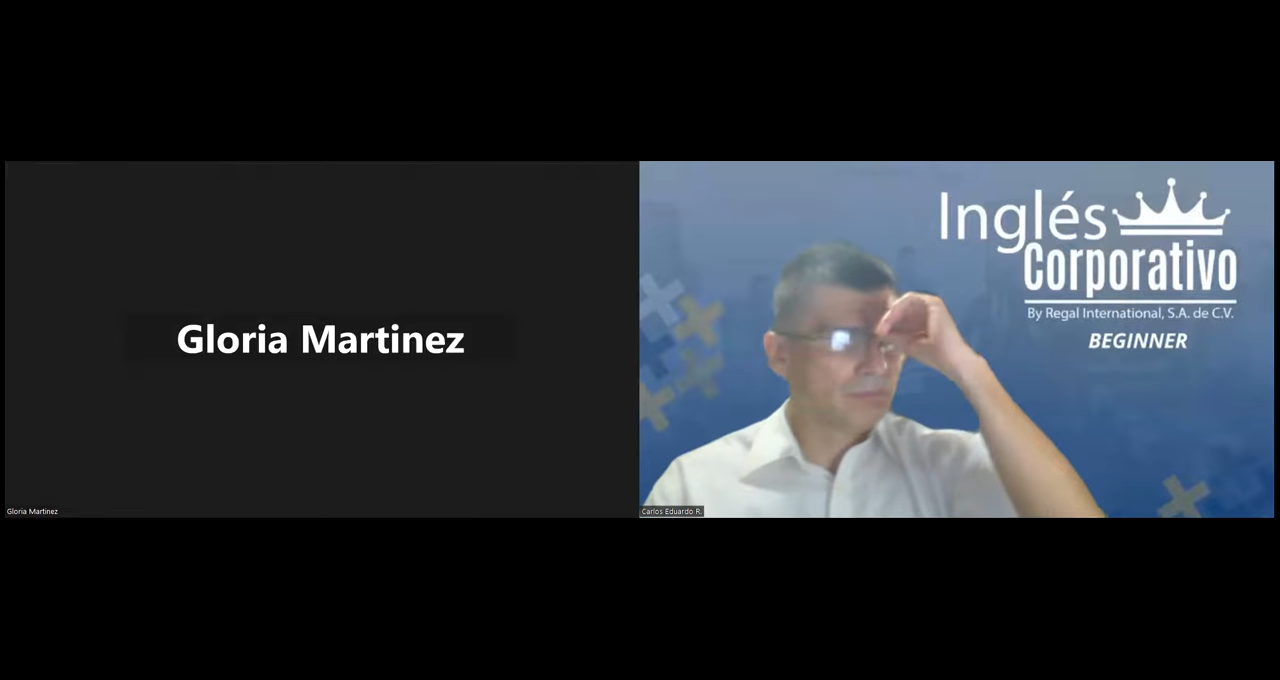 Gloria Martinez
Gloria Martinez
Inglés
Corporativo
By Regal International, S.A. de C.V.
BEGINNER
Carlos Eduardo R.